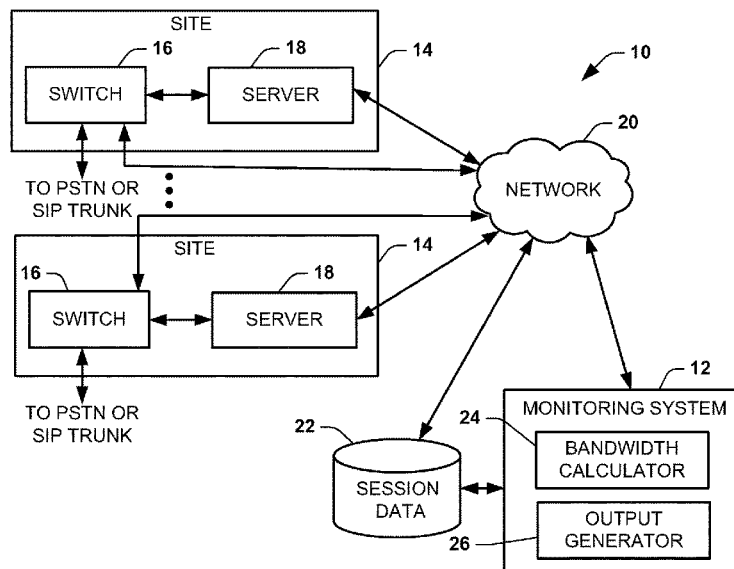 SITE
16
18
14
SWITCH
SERVER
10
20
TO PSTN OR
SIP TRUNK
NETWORK
SITE
14
16
18
SWITCH
SERVER
TO PSTN OR
SIP TRUNK
12
MONITORING SYSTEM
22
24
BANDWIDTH
CALCULATOR
SESSION
DATA
26
OUTPUT
GENERATOR